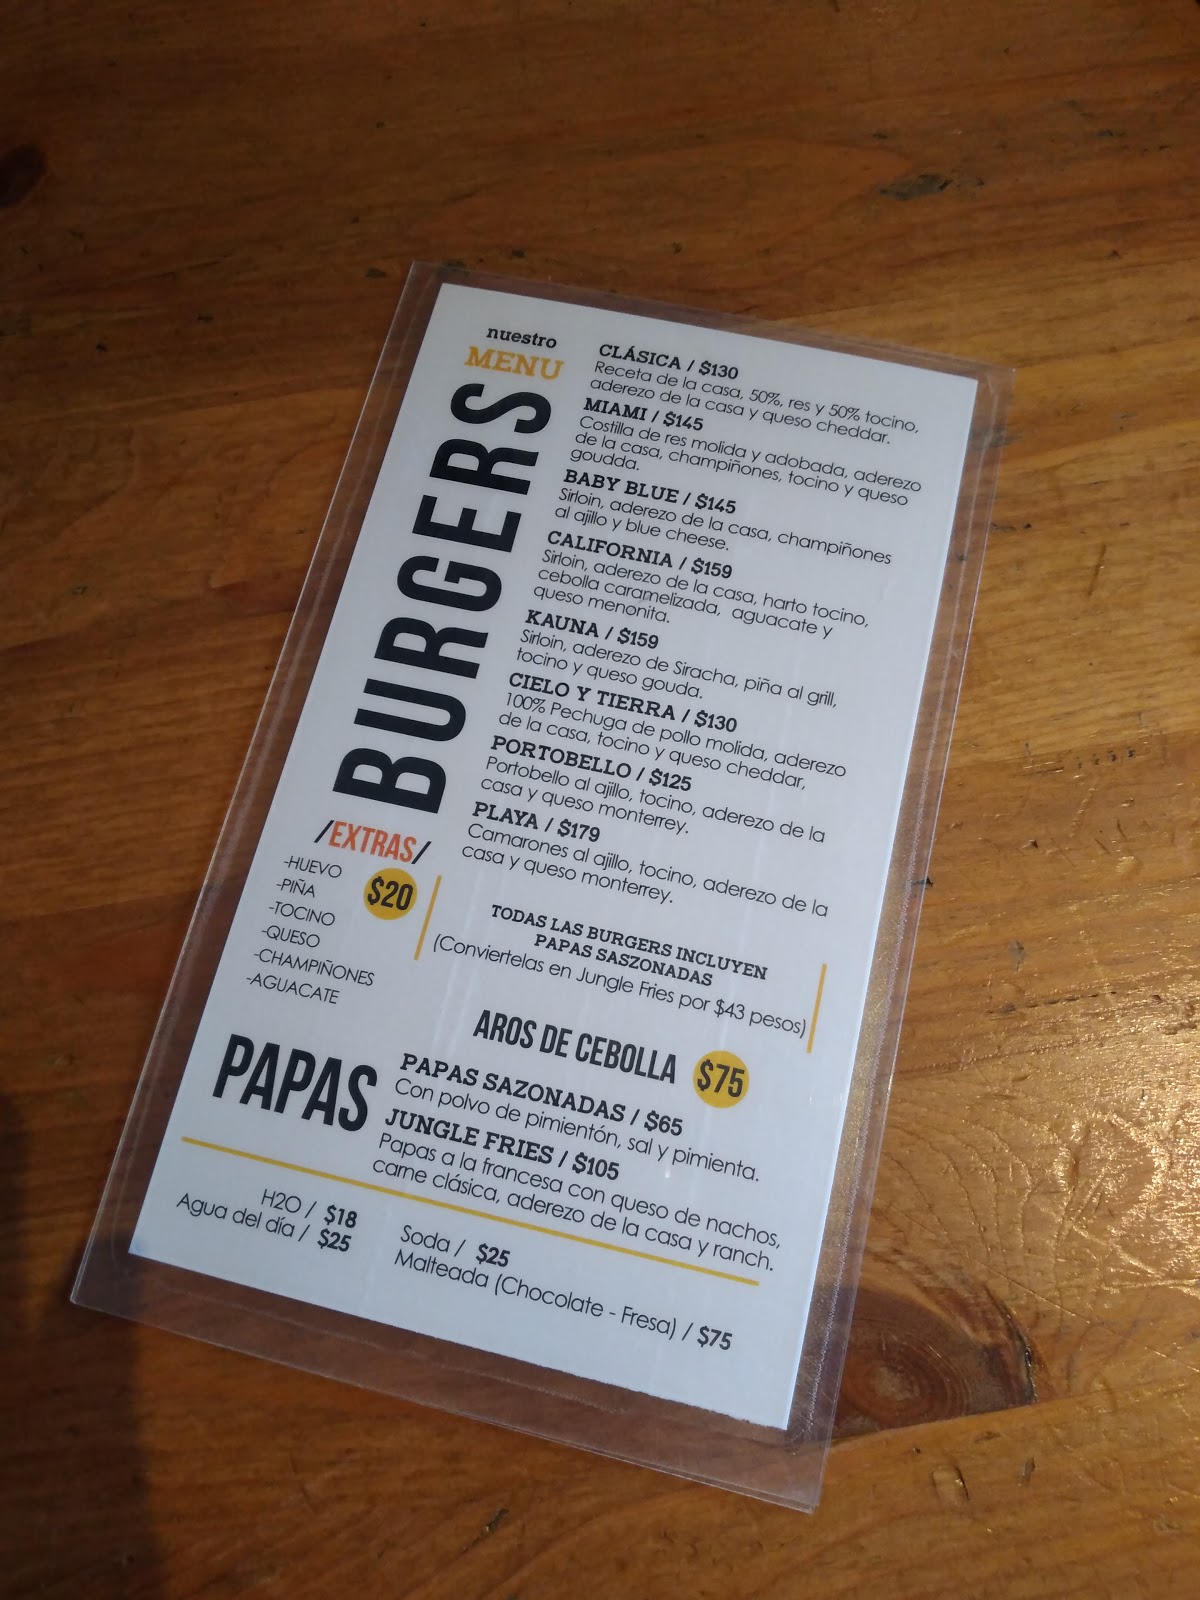 nuestro
MENU
BURGERS
CLÁSICA / $130
Receta de la casa, 50%, res y 50% tocino,
aderezo de la casa y queso cheddar.
MIAMI / $145
Costilla de res molida y adobada, aderezo
de la casa, champiñones, tocino y queso
goudda.
BABY BLUE / $145
Sirloin, aderezo de la casa, champiñones
al ajillo y blue cheese.
CALIFORNIA / $159
Sirloin, aderezo de la casa, harto tocino,
cebolla caramelizada, aguacate y
queso menonita.
KAUNA / $159
Sirloin, aderezo de Siracha, piña al grill,
tocino y queso gouda.
CIELO Y TIERRA / $130
100% Pechuga de pollo molida, aderezo
de la casa, tocino y queso cheddar,
PORTOBELLO / $125
Portobello al ajillo, tocino, aderezo de la
casa y queso monterrey.
PLAYA / $179
Camarones al ajillo, tocino, aderezo de la
casa y queso monterrey.
/EXTRAS/
$20
-HUEVO
-PIÑA
-TOCINO
-QUESO
-CHAMPIÑONES
-AGUACATE
TODAS LAS BURGERS INCLUYEN
PAPAS SASZONADAS
(Conviertelas en Jungle Fries por $43 pesos)
AROS DE CEBOLLA $75
PAPAS
PAPAS SAZONADAS / $65
Con polvo de pimientón, sal y pimienta.
JUNGLE FRIES / $105
Papas a la francesa con queso de nachos,
carne clásica, aderezo de la casa y ranch.
H2O / $18
Agua del día / $25
Soda / $25
Malteada (Chocolate - Fresa) / $75